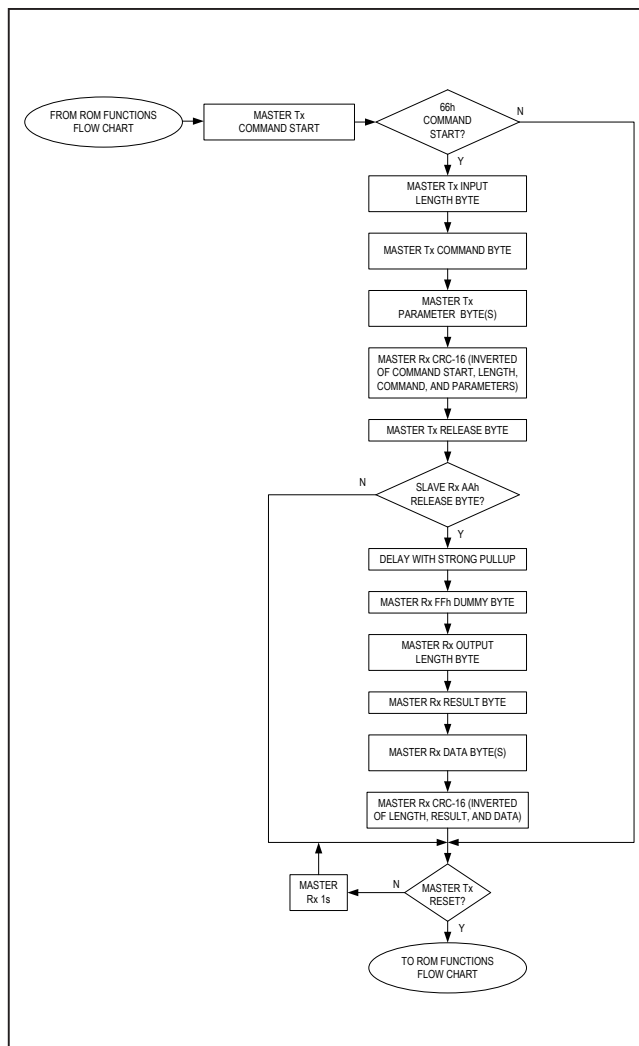 FROM ROM FUNCTIONS
FLOW CHART
MASTER Tx
COMMAND START
66h
COMMAND
START?
N
Y
MASTER Tx INPUT
LENGTH BYTE
MASTER Tx COMMAND BYTE
MASTER Tx
PARAMETER BYTE(S)
MASTER Rx CRC-16 (INVERTED
OF COMMAND START, LENGTH,
COMMAND, AND PARAMETERS)
MASTER Tx RELEASE BYTE
N
SLAVE Rx AAh
RELEASE BYTE?
Y
DELAY WITH STRONG PULLUP
MASTER Rx FFh DUMMY BYTE
MASTER Rx OUTPUT
LENGTH BYTE
MASTER Rx RESULT BYTE
MASTER Rx DATA BYTE(S)
MASTER Rx CRC-16 (INVERTED
OF LENGTH, RESULT, AND DATA)
MASTER
Rx 1s
N
MASTER Tx
RESET?
Y
TO ROM FUNCTIONS
FLOW CHART